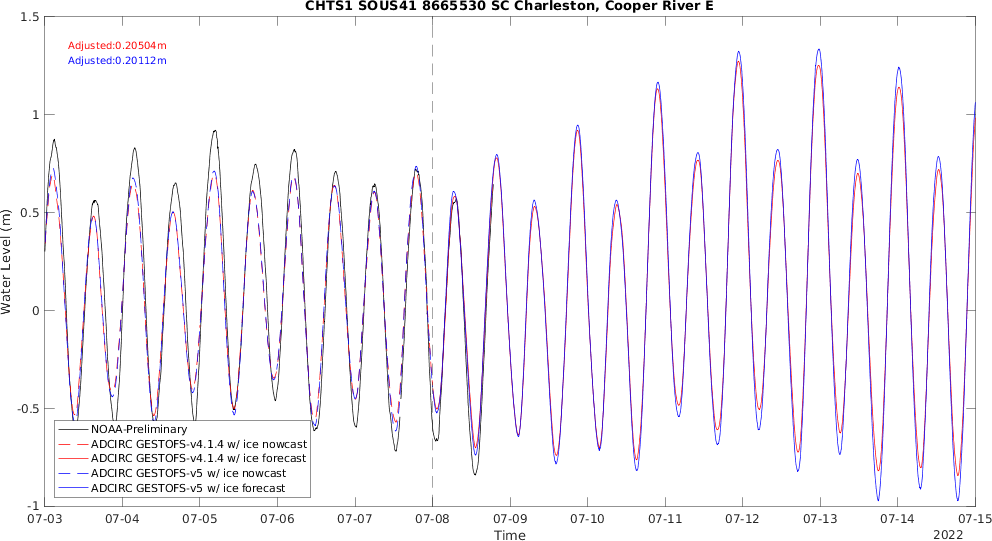 CHTS1 SOUS41 8665530 SC Charleston, Cooper River E
1.5
Adjusted:0.20504m
Adjusted:0.20112m
1
0.5
0
-0.5
-1
Water Level (m)
NOAA-Preliminary
ADCIRC GESTOFS-v4.1.4 w/ ice nowcast
ADCIRC GESTOFS-v4.1.4 w/ ice forecast
ADCIRC GESTOFS-v5 w/ ice nowcast
ADCIRC GESTOFS-v5 w/ ice forecast
07-03 07-04 07-05 07-06 07-07 07-08 07-09 07-10 07-11 07-12 07-13 07-14 07-15
Time
2022